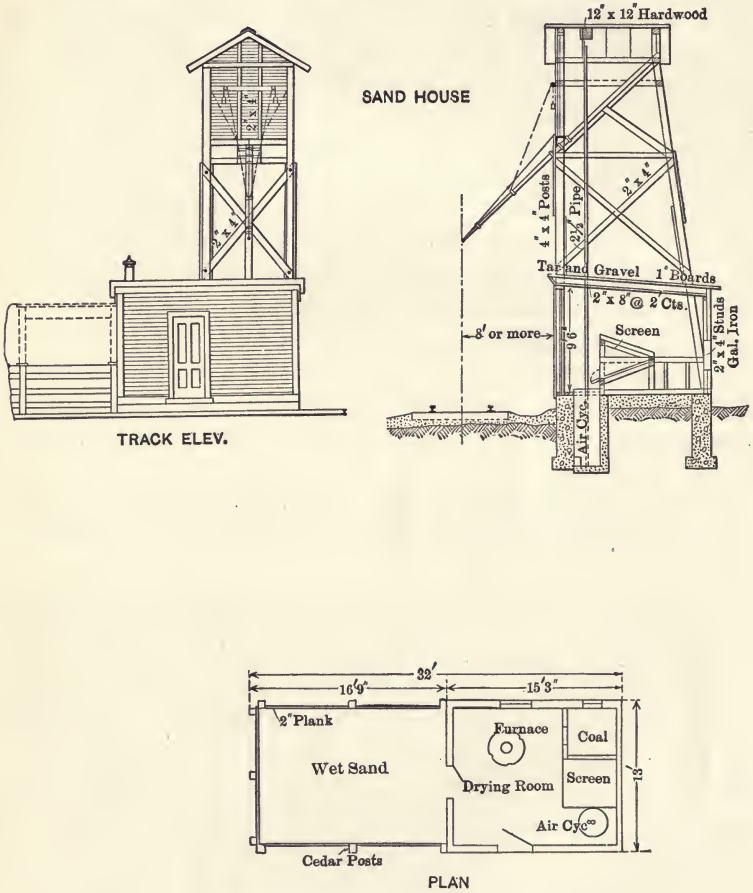 12" x 12" Hardwood
SAND HOUSE
2" x 4"
2" x 4"
TRACK ELEV.
4" x 4" Posts
2½" Pipe
2" x 4"
Tar and Gravel
1" Boards
2" x 8" @ 2' Cts.
8' or more
9'6"
Screen
2" x 4" Studs
Gal. Iron
Air Cyc.
32'
16'9"
15'3"
2" Plank
Furnace
Coal
Wet Sand
Drying Room
Screen
13'
Air Cyc∞
Cedar Posts
PLAN